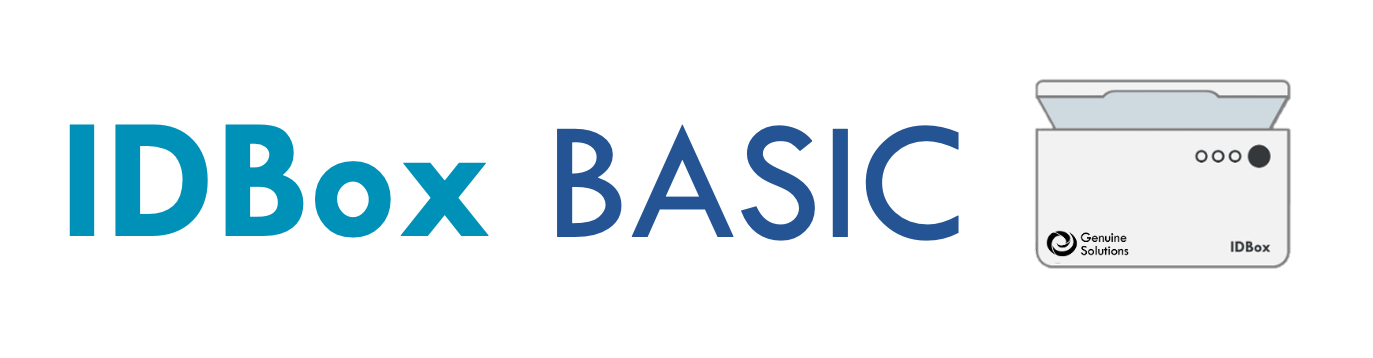 IDBox BASIC
Genuine
Solutions
IDBox